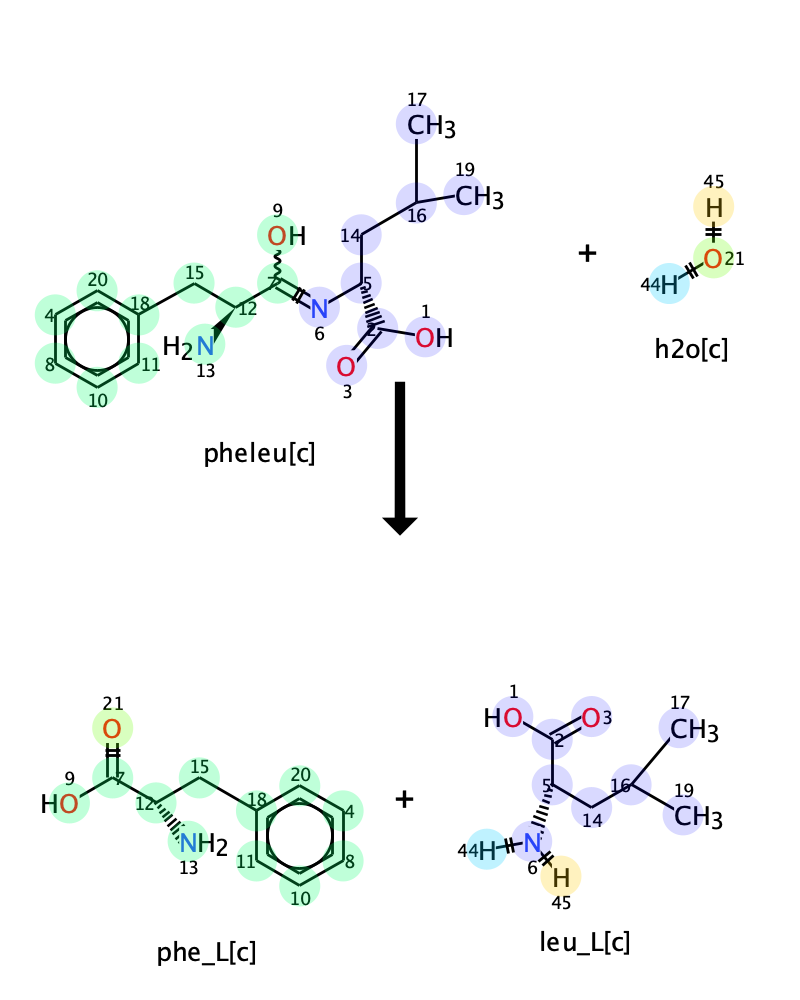 17
CH3
19
CH3
16
45
H
9
OH
14
+
O 21
44 H
20
15
7
5
h2o[c]
4
18
12
N
6
1
2
OH
H2N
13
O
3
8
11
10
pheleu[c]
21
O
1
HO
O 3
17
CH3
2
9
HO
7
15
20
5
16
19
CH3
12
18
4
+
14
NH2
13
11
8
44 H
N
6
H
45
10
phe_L[c]
leu_L[c]